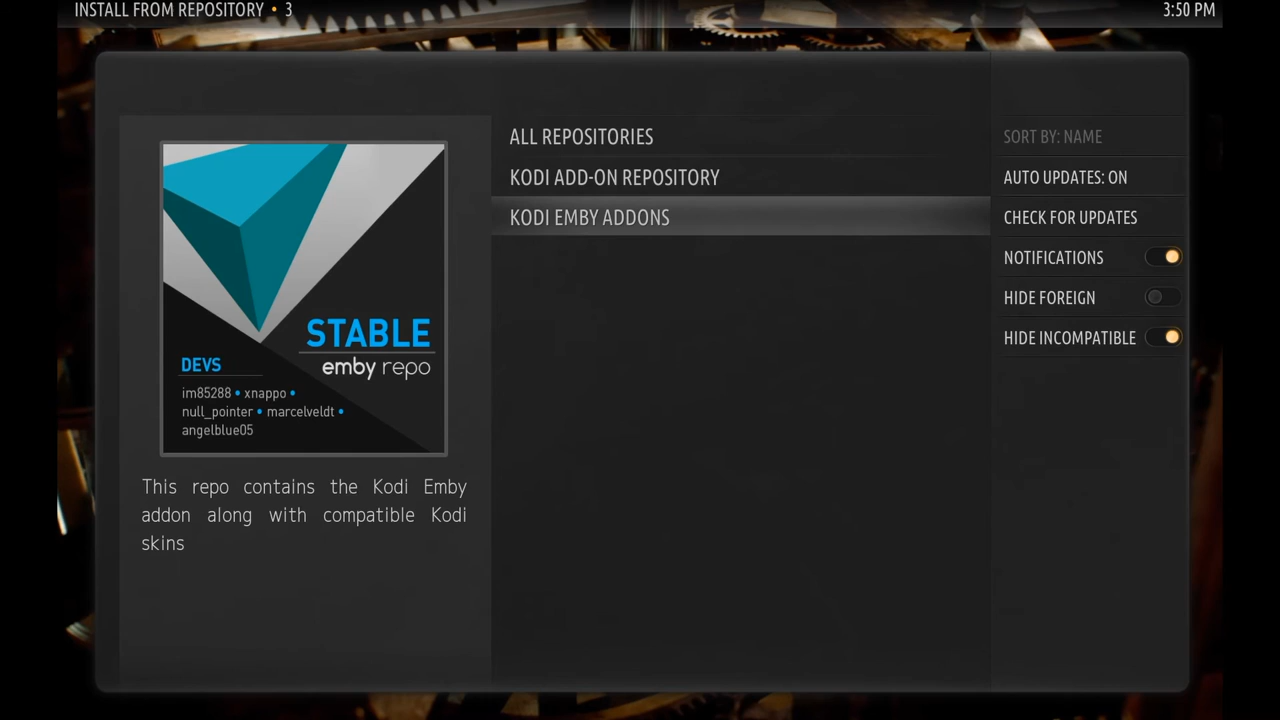 INSTALL FROM REPOSITORY • 3
3:50 PM
STABLE
emby repo
DEVS
im85288 • xnappo •
null_pointer • marcelveldt •
angelblue05
This repo contains the Kodi Emby
addon along with compatible Kodi
skins
ALL REPOSITORIES
KODI ADD-ON REPOSITORY
KODI EMBY ADDONS
SORT BY: NAME
AUTO UPDATES: ON
CHECK FOR UPDATES
NOTIFICATIONS
HIDE FOREIGN
HIDE INCOMPATIBLE